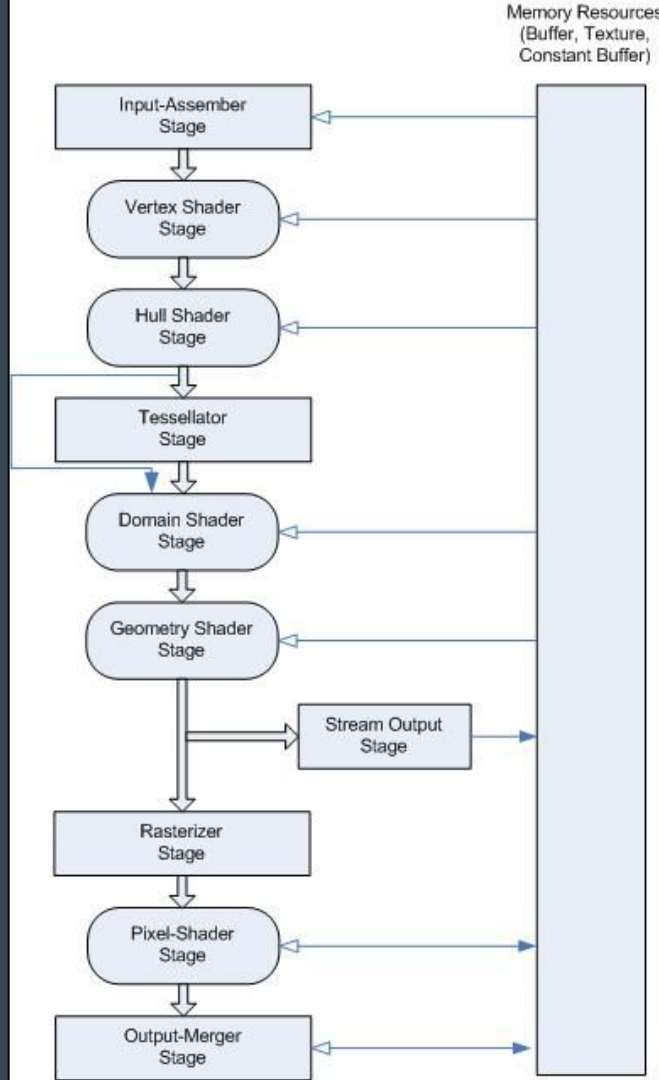 Memory Resources
(Buffer, Texture,
Constant Buffer)
Input-Assember
Stage
Vertex Shader
Stage
Hull Shader
Stage
Tessellator
Stage
Domain Shader
Stage
Geometry Shader
Stage
Stream Output
Stage
Rasterizer
Stage
Pixel-Shader
Stage
Output-Merger
Stage